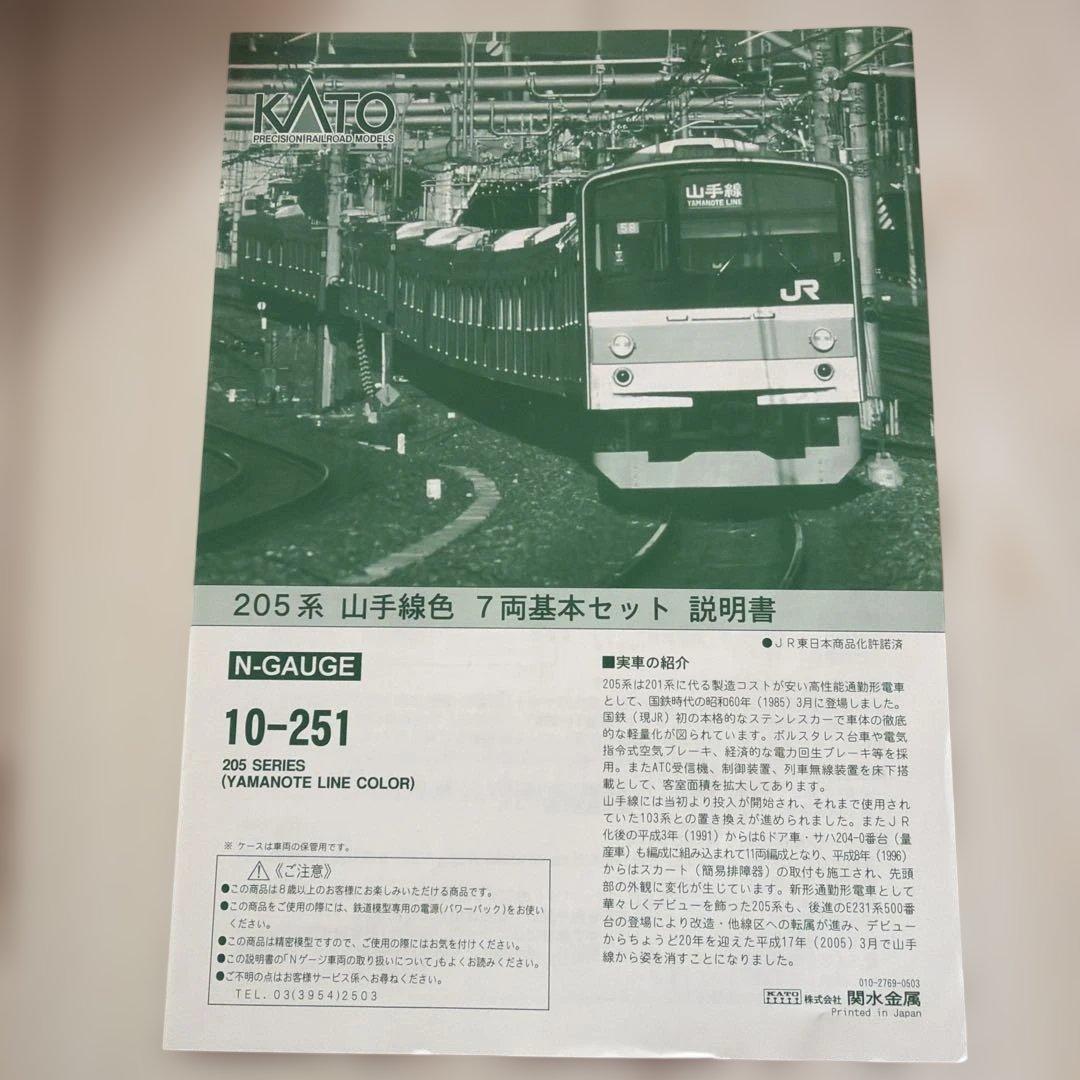 KATO
PRECISION RAILROAD MODELS
山手線
YAMANOTE LINE
58
JR
205系 山手線色 7両基本セット 説明書
●JR東日本商品化許諾済
N-GAUGE
10-251
205 SERIES
(YAMANOTE LINE COLOR)
※ ケースは車両の保管用です。
《ご注意》
●この商品は8歳以上のお客様にお楽しみいただける商品です。
●この商品をご使用の際には、鉄道模型専用の電源(パワーパック)をお使い
ください。
●この商品は精密模型ですので、ご使用の際にはお気を付けください。
●この説明書の「Nゲージ車両の取り扱いについて」もよくお読みください。
●ご不明の点はお客様サービス係へお尋ねください。
TEL. 03(3954)2503
■実車の紹介
205系は201系に代る製造コストが安い高性能通勤形電車
として、国鉄時代の昭和60年(1985)3月に登場しました。
国鉄(現JR)初の本格的なステンレスカーで車体の徹底
的な軽量化が図られています。ボルスタレス台車や電気
指令式空気ブレーキ、経済的な電力回生ブレーキ等を採
用。またATC受信機、制御装置、列車無線装置を床下搭
載として、客室面積を拡大してあります。
山手線には当初より投入が開始され、それまで使用され
ていた103系との置き換えが進められました。またJR
化後の平成3年(1991)からは6ドア車・サハ204-0番台(量
産車)も編成に組み込まれて11両編成となり、平成8年(1996)
からはスカート(簡易排障器)の取付も施工され、先頭
部の外観に変化が生じています。新形通勤形電車として
華々しくデビューを飾った205系も、後進のE231系500番
台の登場により改造・他線区への転属が進み、デビュー
からちょうど20年を迎えた平成17年(2005)3月で山手
線から姿を消すことになりました。
010-2769-0503
KATO 株式会社 関水金属
Printed in Japan